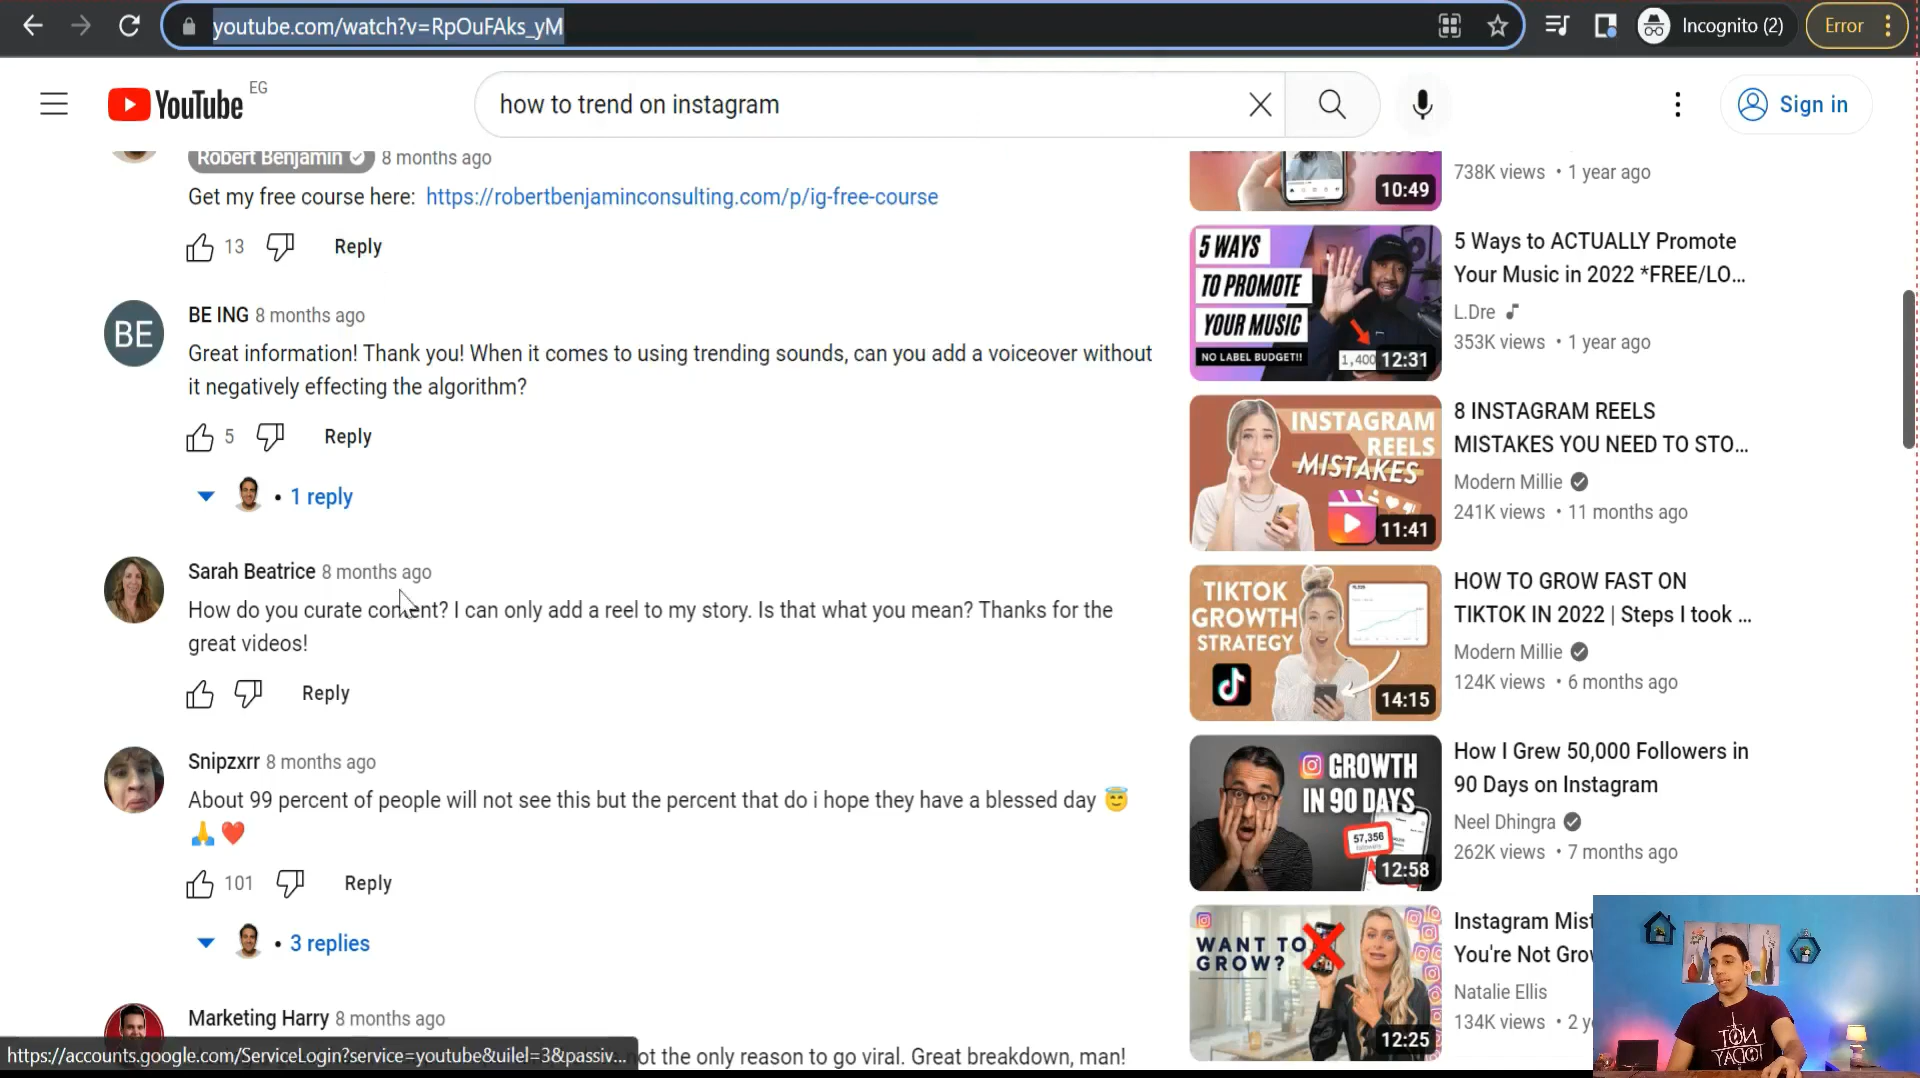 youtube.com/watch?v=RpOuFAks_yM
Incognito (2)
Error
YouTube
EG
how to trend on instagram
Sign in
Robert Benjamin
8 months ago
Get my free course here: https://robertbenjaminconsulting.com/p/ig-free-course
13
Reply
BE
BE ING 8 months ago
Great information! Thank you! When it comes to using trending sounds, can you add a voiceover without
it negatively effecting the algorithm?
5
Reply
• 1 reply
Sarah Beatrice 8 months ago
How do you curate content? I can only add a reel to my story. Is that what you mean? Thanks for the
great videos!
Reply
Snipzxrr 8 months ago
About 99 percent of people will not see this but the percent that do i hope they have a blessed day 😇
🙏❤️
101
Reply
• 3 replies
Marketing Harry 8 months ago
not the only reason to go viral. Great breakdown, man!
https://accounts.google.com/ServiceLogin?service=youtube&uilel=3&passiv...
10:49
738K views • 1 year ago
5 WAYS
TO PROMOTE
YOUR MUSIC
NO LABEL BUDGET!!
1,400
12:31
5 Ways to ACTUALLY Promote
Your Music in 2022 *FREE/LO...
L.Dre
353K views • 1 year ago
INSTAGRAM
REELS
MISTAKES
11:41
8 INSTAGRAM REELS
MISTAKES YOU NEED TO STO...
Modern Millie
241K views • 11 months ago
TIKTOK
GROWTH
STRATEGY
14:15
HOW TO GROW FAST ON
TIKTOK IN 2022 | Steps I took ...
Modern Millie
124K views • 6 months ago
GROWTH
IN 90 DAYS
57,356
12:58
How I Grew 50,000 Followers in
90 Days on Instagram
Neel Dhingra
262K views • 7 months ago
WANT TO
GROW?
12:25
Instagram Mist
You're Not Grow
Natalie Ellis
134K views • 2 y
NOT
TODAY